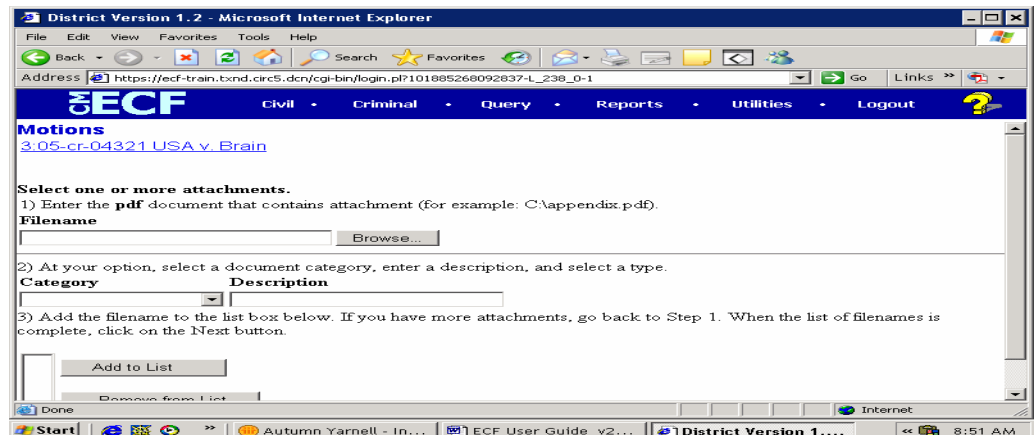 District Version 1.2 - Microsoft Internet Explorer
File Edit View Favorites Tools Help
Back Search Favorites
Address https://ecf-train.txnd.circ5.dcn/cgi-bin/login.pl?101885268092837-L_238_0-1 Go Links »
CM ECF Civil • Criminal • Query • Reports • Utilities • Logout ?
Motions
3:05-cr-04321 USA v. Brain
Select one or more attachments.
1) Enter the pdf document that contains attachment (for example: C:\appendix.pdf).
Filename
Browse...
2) At your option, select a document category, enter a description, and select a type.
Category Description
3) Add the filename to the list box below. If you have more attachments, go back to Step 1. When the list of filenames is
complete, click on the Next button.
Add to List
Remove from List
Done Internet
Start » Autumn Yarnell - In... ECF User Guide v2... District Version 1.... « 8:51 AM